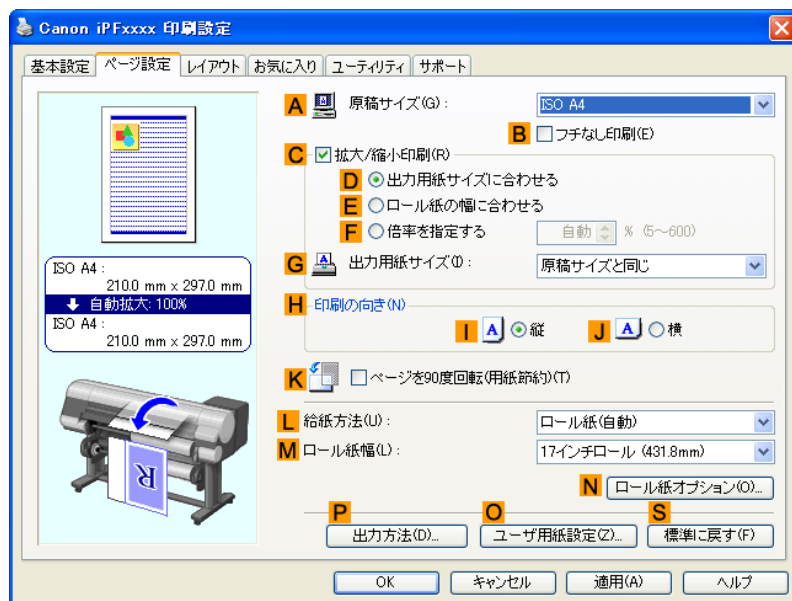 Canon iPFxxxx 印刷設定
基本設定 ページ設定 レイアウト お気に入り ユーティリティ サポート
A 原稿サイズ(G): ISO A4
B フチなし印刷(E)
C 拡大/縮小印刷(R)
D 出力用紙サイズに合わせる
E ロール紙の幅に合わせる
F 倍率を指定する 自動 % (5~600)
G 出力用紙サイズ(I): 原稿サイズと同じ
ISO A4:
210.0 mm x 297.0 mm
自動拡大: 100%
ISO A4:
210.0 mm x 297.0 mm
H 印刷の向き(N)
I A 縦 J A 横
K ページを90度回転(用紙節約)(T)
L 給紙方法(U): ロール紙(自動)
M ロール紙幅(L): 17インチロール (431.8mm)
R
N ロール紙オプション(O)...
P O S
出力方法(D)... ユーザ用紙設定(Z)... 標準に戻す(F)
OK キャンセル 適用(A) ヘルプ